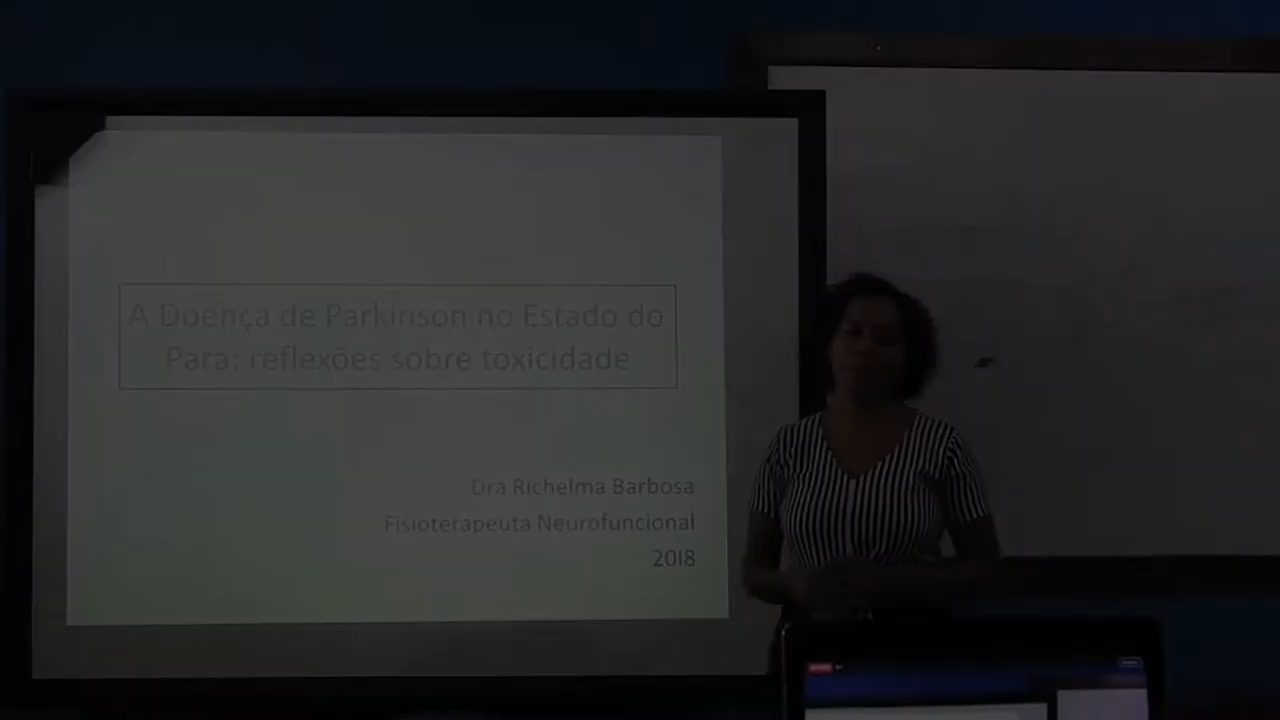 A Doença de Parkinson no Estado do
Para: reflexões sobre toxicidade
Dra Richelma Barbosa
Fisioterapeuta Neurofuncional
2018